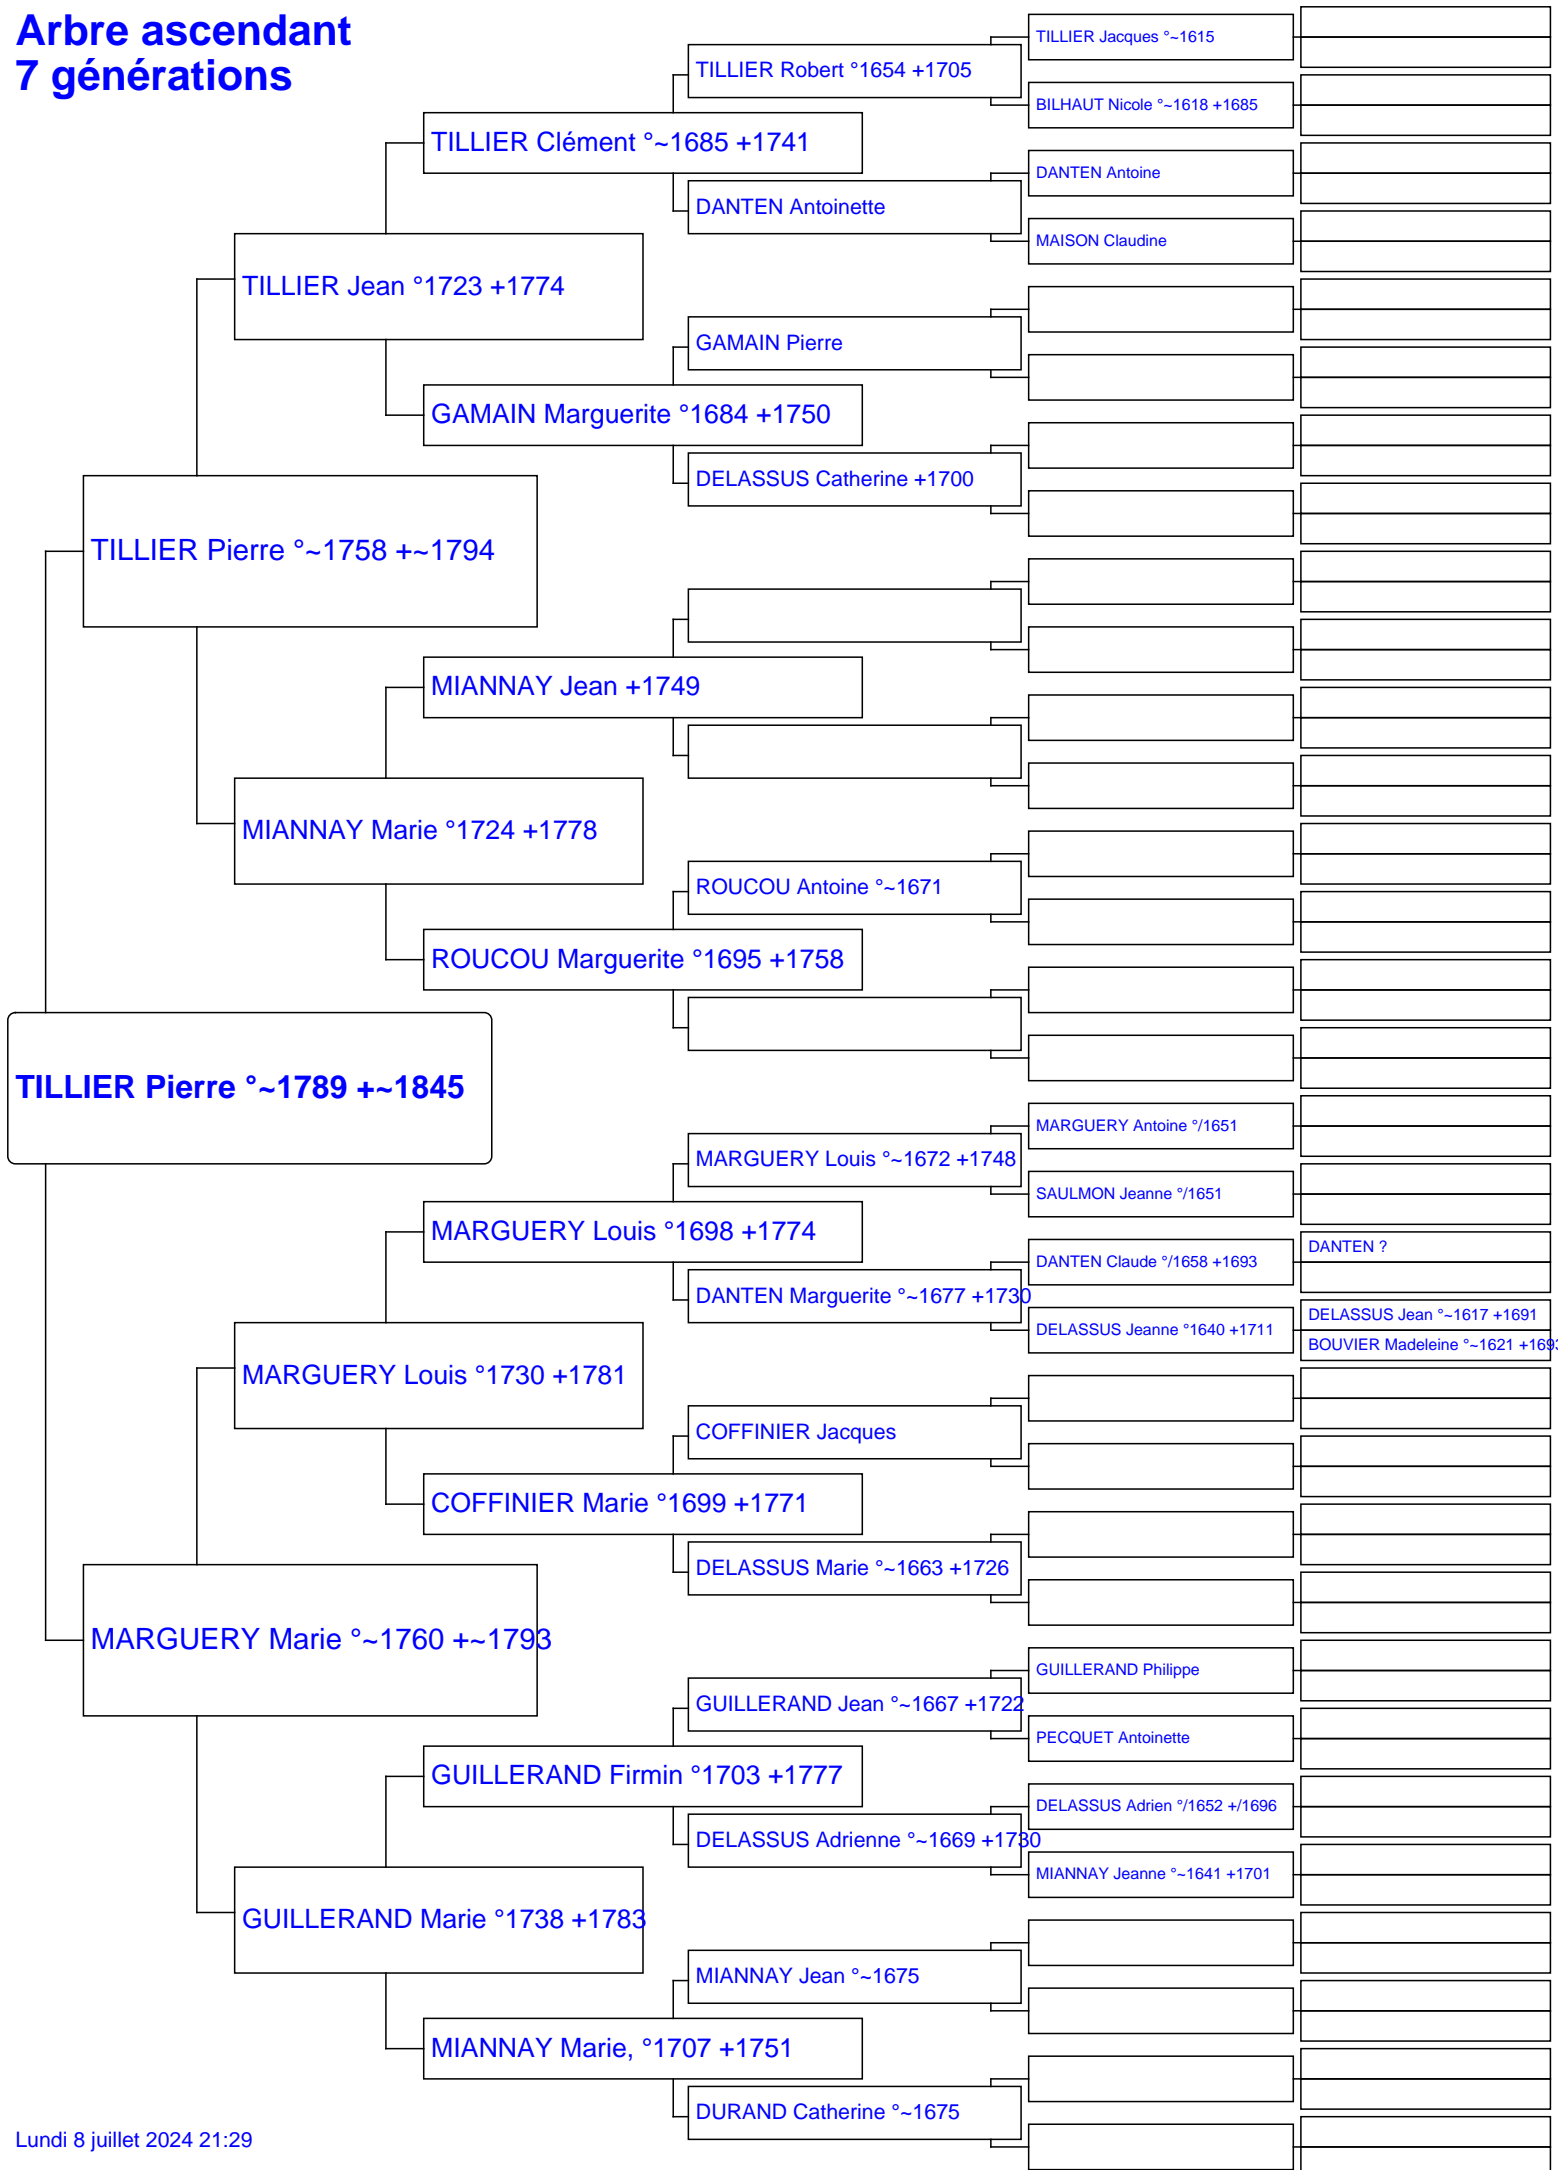 Arbre ascendant
7 générations
TILLIER Jacques °~1615
TILLIER Robert °1654 +1705
BILHAUT Nicole °~1618 +1685
TILLIER Clément °~1685 +1741
DANTEN Antoine
DANTEN Antoinette
MAISON Claudine
TILLIER Jean °1723 +1774
GAMAIN Pierre
GAMAIN Marguerite °1684 +1750
DELASSUS Catherine +1700
TILLIER Pierre °~1758 +~1794
MIANNAY Jean +1749
MIANNAY Marie °1724 +1778
ROUCOU Antoine °~1671
ROUCOU Marguerite °1695 +1758
TILLIER Pierre °~1789 +~1845
MARGUERY Antoine °/1651
MARGUERY Louis °~1672 +1748
SAULMON Jeanne °/1651
MARGUERY Louis °1698 +1774
DANTEN ?
DANTEN Claude °/1658 +1693
DANTEN Marguerite °~1677 +1730
DELASSUS Jean °~1617 +1691
DELASSUS Jeanne °1640 +1711
BOUVIER Madeleine °~1621 +1693
MARGUERY Louis °1730 +1781
COFFINIER Jacques
COFFINIER Marie °1699 +1771
DELASSUS Marie °~1663 +1726
MARGUERY Marie °~1760 +~1793
GUILLERAND Philippe
GUILLERAND Jean °~1667 +1722
PECQUET Antoinette
GUILLERAND Firmin °1703 +1777
DELASSUS Adrien °/1652 +/1696
DELASSUS Adrienne °~1669 +1730
MIANNAY Jeanne °~1641 +1701
GUILLERAND Marie °1738 +1783
MIANNAY Jean °~1675
MIANNAY Marie, °1707 +1751
DURAND Catherine °~1675
Lundi 8 juillet 2024 21:29